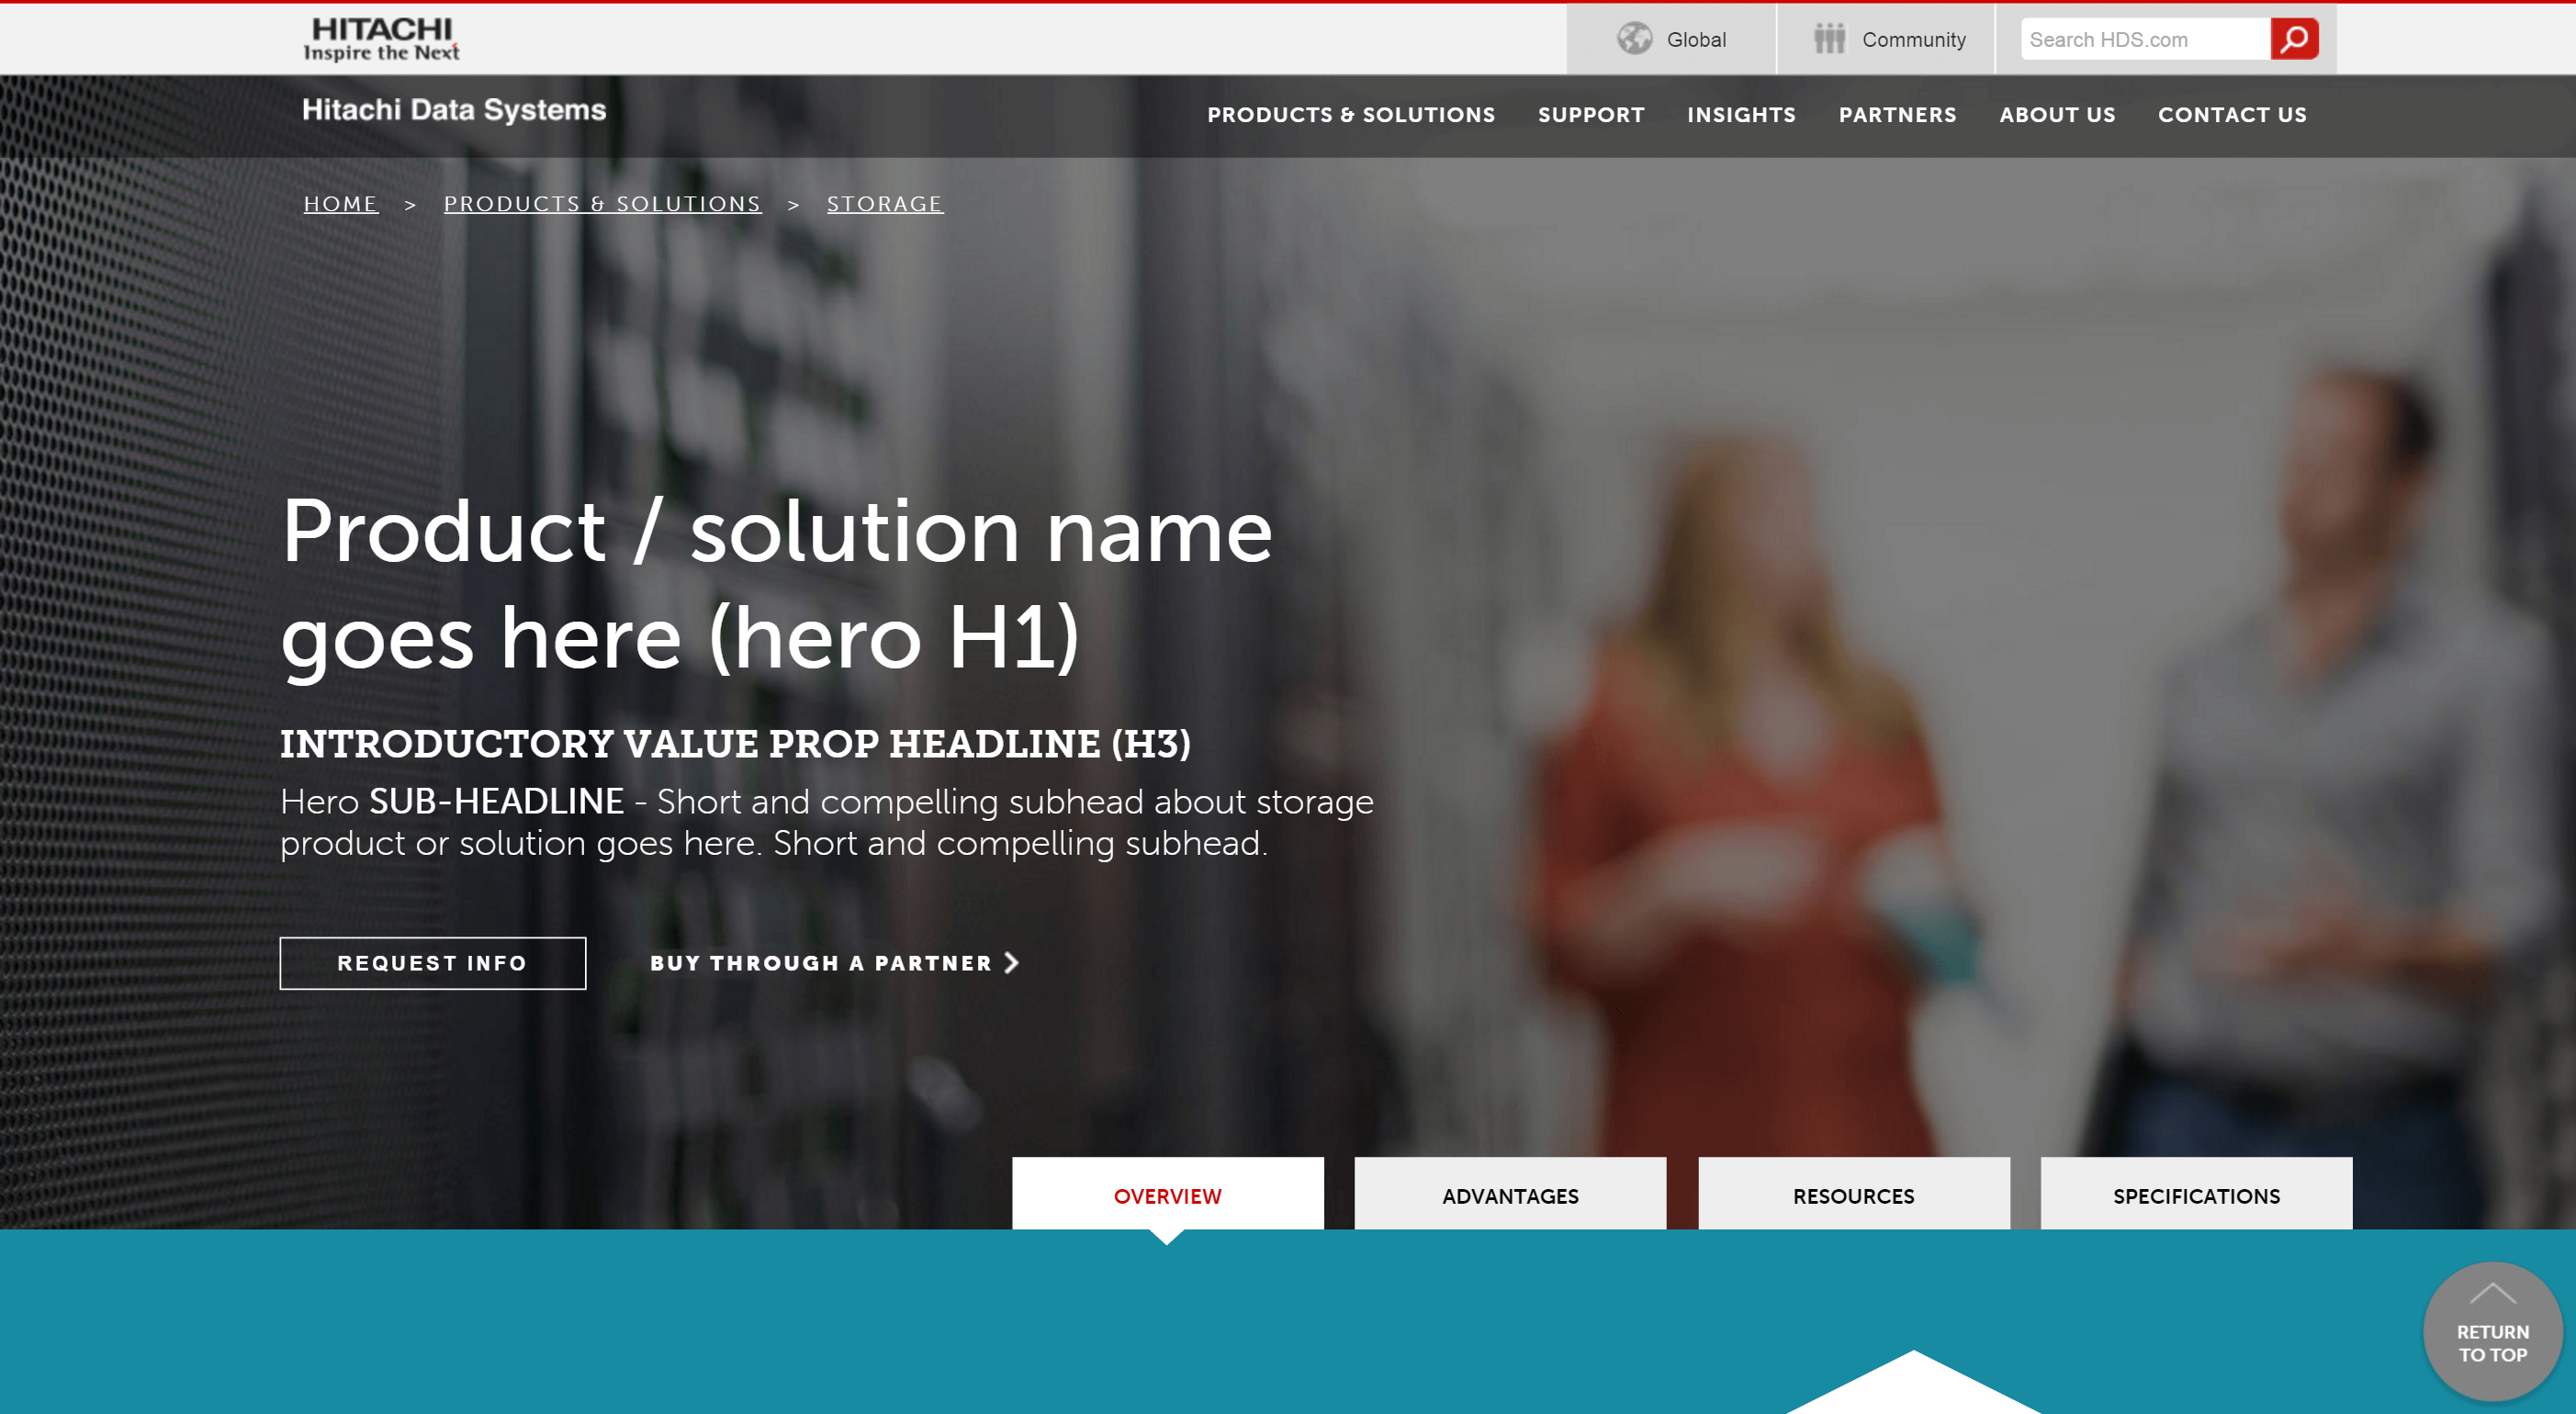 HITACHI
Inspire the Next
Global
Community
Search HDS.com
Hitachi Data Systems
PRODUCTS & SOLUTIONS
SUPPORT
INSIGHTS
PARTNERS
ABOUT US
CONTACT US
HOME > PRODUCTS & SOLUTIONS > STORAGE
Product / solution name
goes here (hero H1)
INTRODUCTORY VALUE PROP HEADLINE (H3)
Hero SUB-HEADLINE - Short and compelling subhead about storage
product or solution goes here. Short and compelling subhead.
REQUEST INFO
BUY THROUGH A PARTNER
OVERVIEW
ADVANTAGES
RESOURCES
SPECIFICATIONS
RETURN
TO TOP